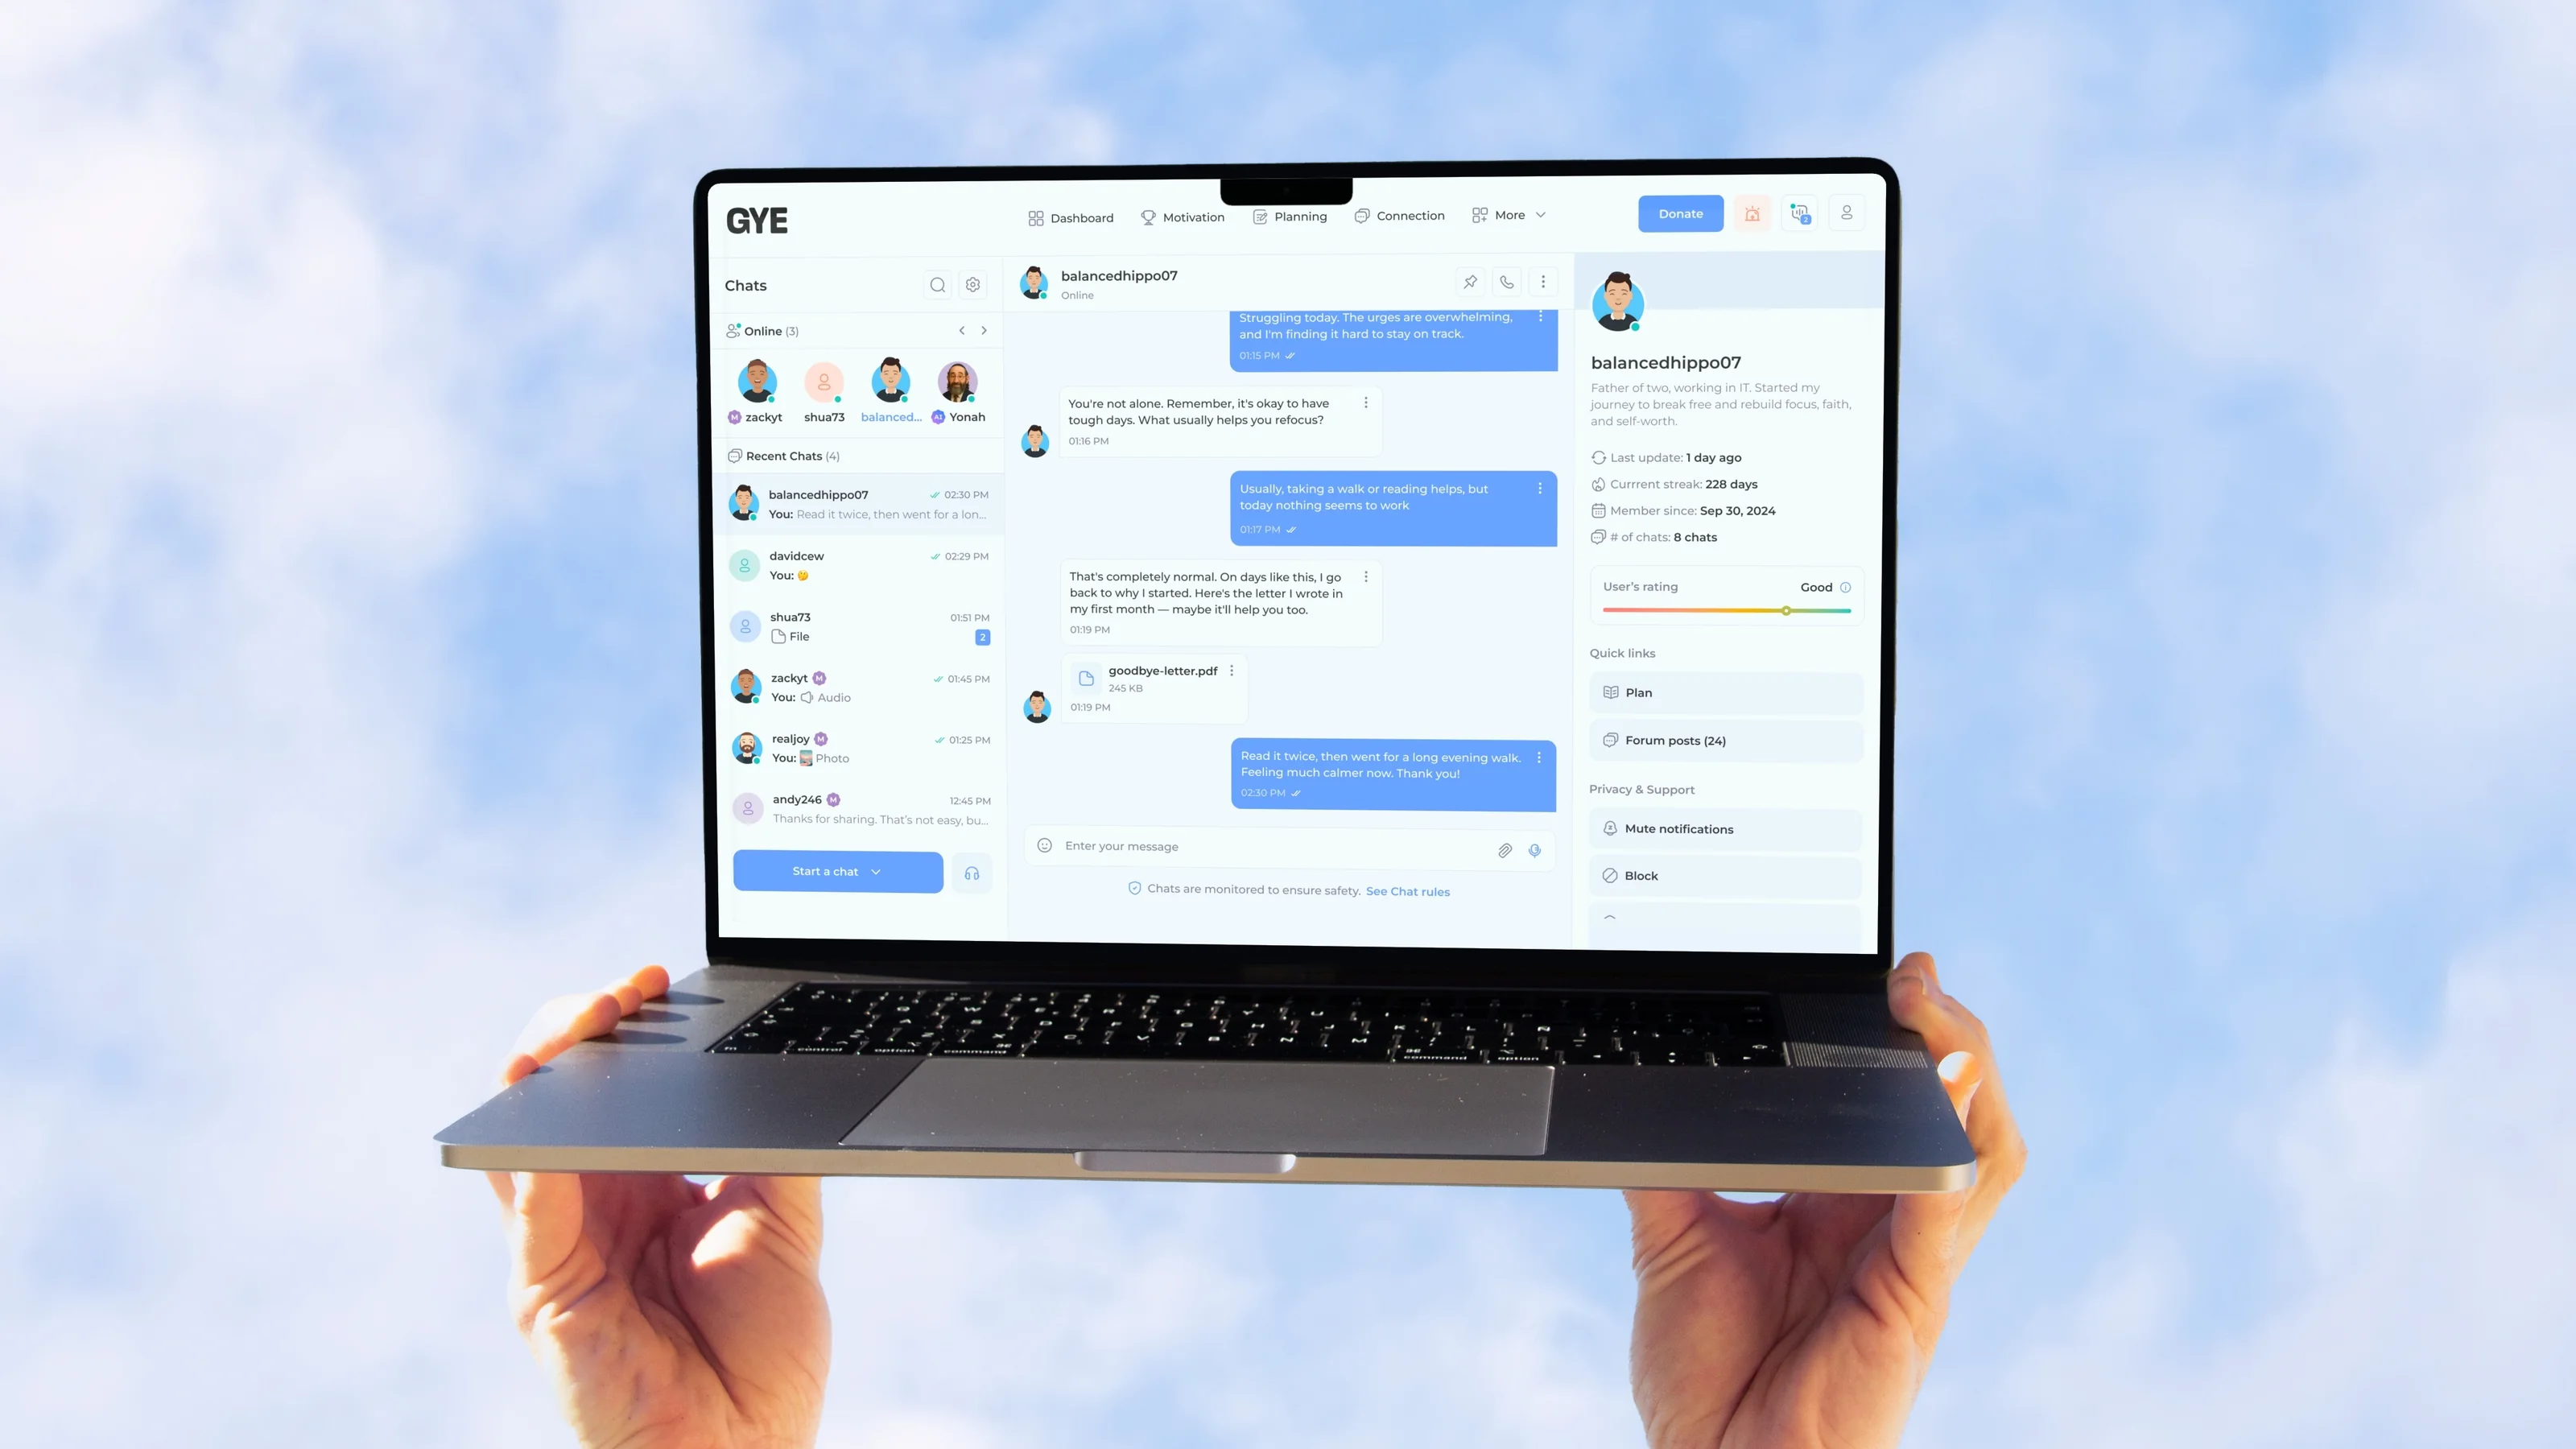 GYE
Dashboard
Motivation
Planning
Connection
More
Donate
2
Chats
Online (3)
zackyt
shua73
balanced...
AI Yonah
Recent Chats (4)
balancedhippo07
02:30 PM
You: Read it twice, then went for a lon...
davidcew
02:29 PM
You: 🤔
shua73
01:51 PM
File
2
zackyt M
01:45 PM
You: Audio
realjoy M
01:25 PM
You: Photo
andy246 M
12:45 PM
Thanks for sharing. That's not easy, bu...
Start a chat
balancedhippo07
Online
Struggling today. The urges are overwhelming,
and I'm finding it hard to stay on track.
01:15 PM
You're not alone. Remember, it's okay to have
tough days. What usually helps you refocus?
01:16 PM
Usually, taking a walk or reading helps, but
today nothing seems to work
01:17 PM
That's completely normal. On days like this, I go
back to why I started. Here's the letter I wrote in
my first month — maybe it'll help you too.
01:19 PM
goodbye-letter.pdf
245 KB
01:19 PM
Read it twice, then went for a long evening walk.
Feeling much calmer now. Thank you!
02:30 PM
Enter your message
Chats are monitored to ensure safety. See Chat rules
balancedhippo07
Father of two, working in IT. Started my
journey to break free and rebuild focus, faith,
and self-worth.
Last update: 1 day ago
Currrent streak: 228 days
Member since: Sep 30, 2024
# of chats: 8 chats
User's rating
Good
Quick links
Plan
Forum posts (24)
Privacy & Support
Mute notifications
Block
fn control option command command option